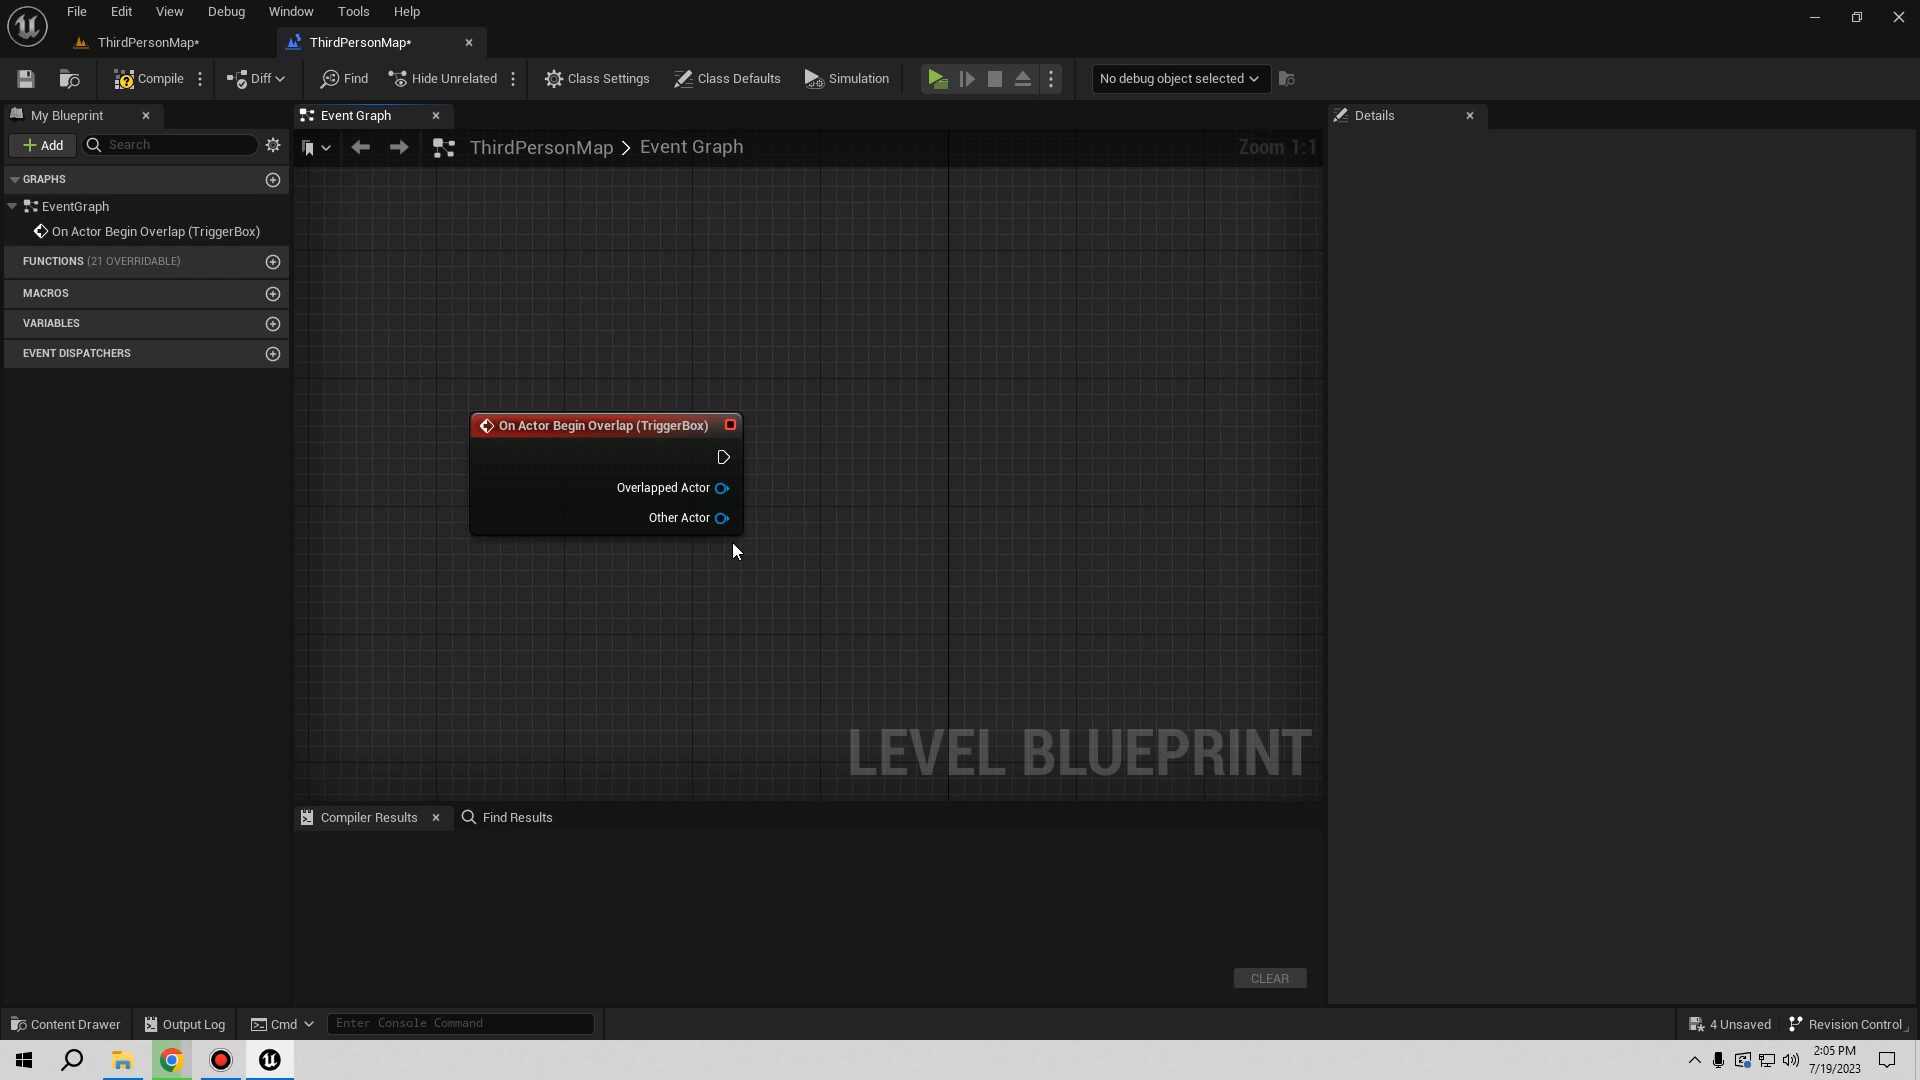 File Edit View Debug Window Tools Help
ThirdPersonMap* ThirdPersonMap*
Compile Diff Find Hide Unrelated Class Settings Class Defaults Simulation No debug object selected
My Blueprint Event Graph Details
Add Search ThirdPersonMap > Event Graph Zoom 1:1
GRAPHS
EventGraph
On Actor Begin Overlap (TriggerBox)
FUNCTIONS (21 OVERRIDABLE)
MACROS
VARIABLES
EVENT DISPATCHERS
On Actor Begin Overlap (TriggerBox)
Overlapped Actor
Other Actor
LEVEL BLUEPRINT
Compiler Results Find Results
CLEAR
Content Drawer Output Log Cmd Enter Console Command 4 Unsaved Revision Control
2:05 PM
7/19/2023